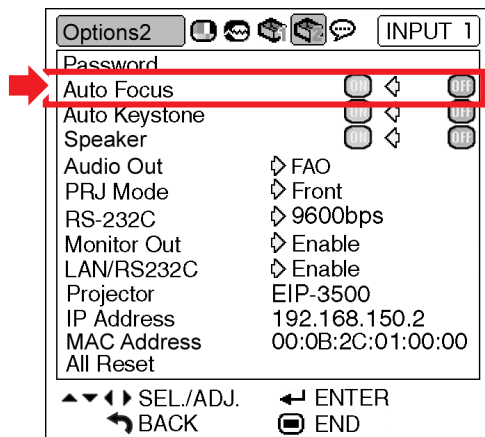 Options2 INPUT 1
Password
Auto Focus ON OFF
Auto Keystone ON OFF
Speaker ON OFF
Audio Out FAO
PRJ Mode Front
RS-232C 9600bps
Monitor Out Enable
LAN/RS232C Enable
Projector EIP-3500
IP Address 192.168.150.2
MAC Address 00:0B:2C:01:00:00
All Reset
SEL./ADJ. ENTER
BACK END